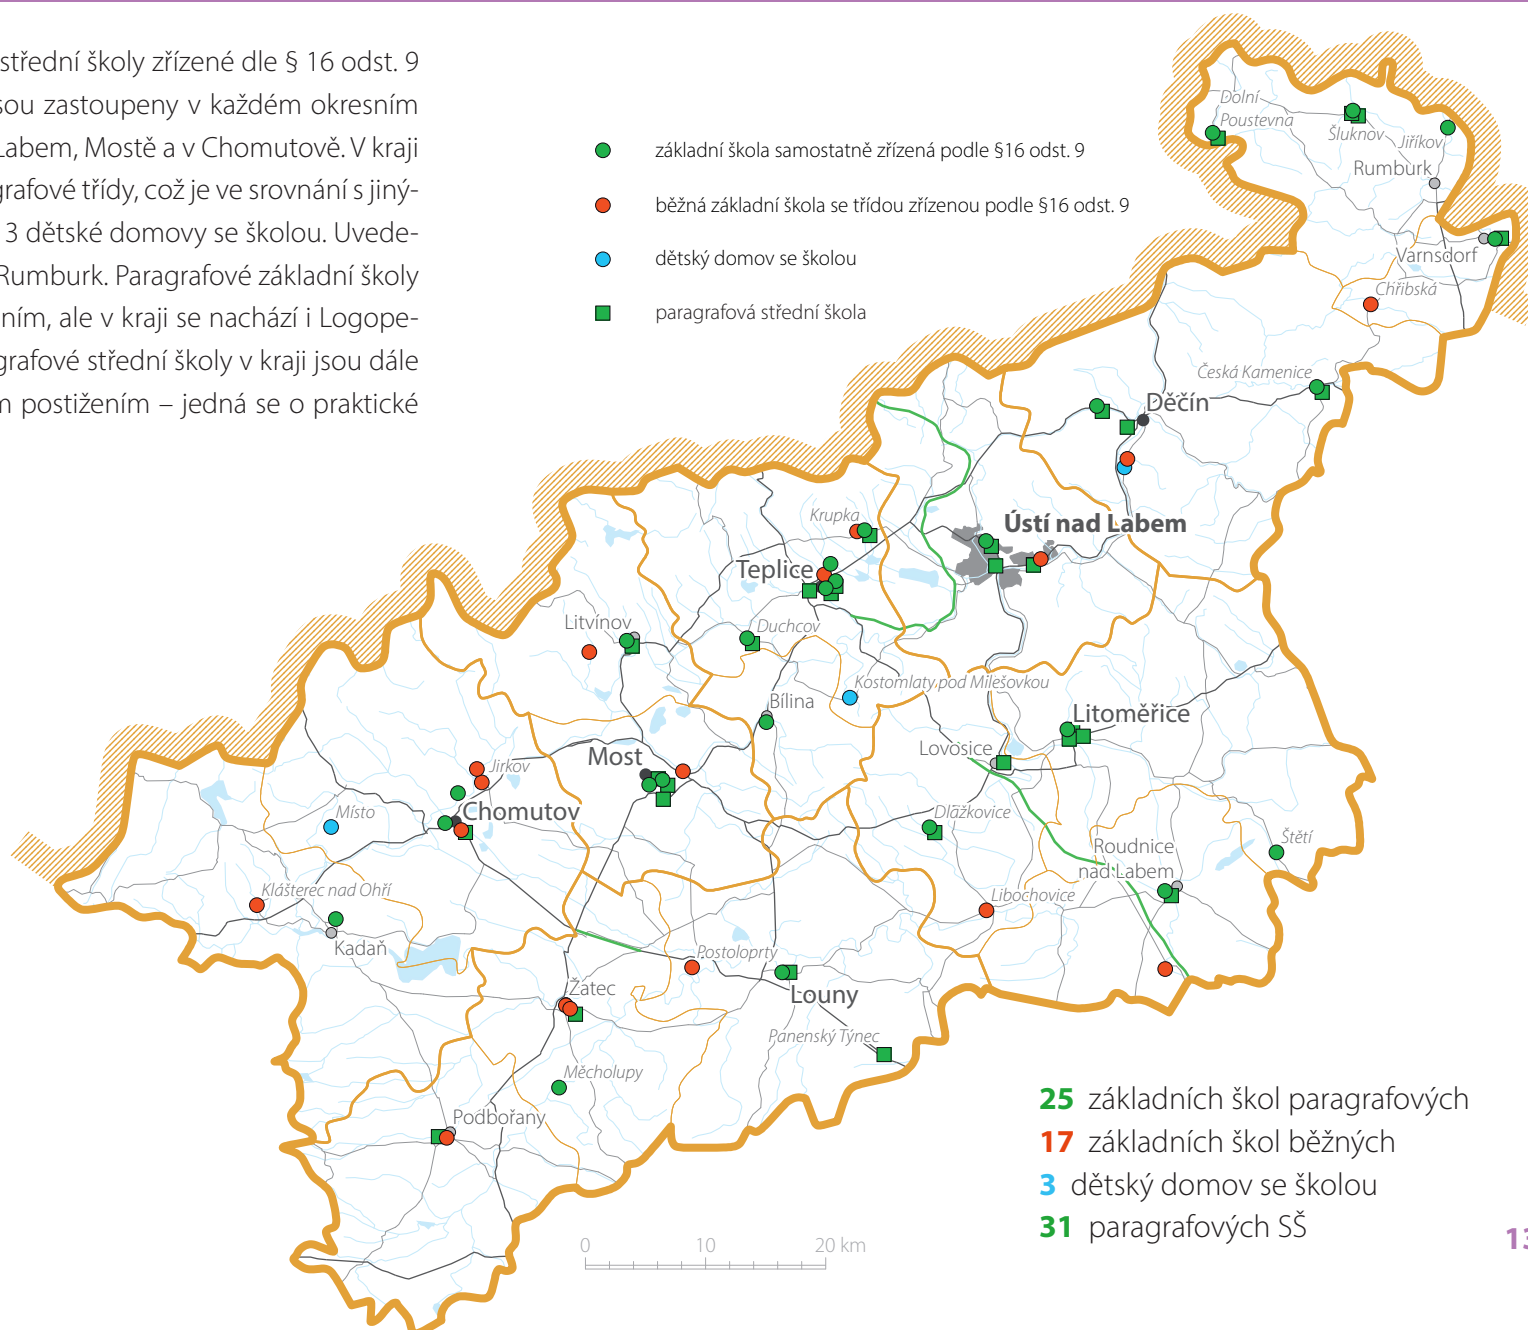 střední školy zřízené dle § 16 odst. 9
sou zastoupeny v každém okresním
Labem, Mostě a v Chomutově. V kraji
grafové třídy, což je ve srovnání s jiný-
3 dětské domovy se školou. Uvede-
Rumburk. Paragrafové základní školy
ním, ale v kraji se nachází i Logope-
grafové střední školy v kraji jsou dále
m postižením – jedná se o praktické
základní škola samostatně zřízená podle §16 odst. 9
běžná základní škola se třídou zřízenou podle §16 odst. 9
dětský domov se školou
paragrafová střední škola
Dolní
Poustevna
Šluknov
Jiříkov
Rumburk
Varnsdorf
Chřibská
Česká Kamenice
Děčín
Krupka
Ústí nad Labem
Teplice
Litvínov
Duchcov
Kostomlaty pod Milešovkou
Bílina
Litoměřice
Lovosice
Most
Jirkov
Chomutov
Místo
Dlažkovice
Roudnice
nad Labem
Štětí
Klášterec nad Ohří
Libochovice
Kadaň
Postoloprty
Žatec
Louny
Panenský Týnec
Měcholupy
Podbořany
25 základních škol paragrafových
17 základních škol běžných
3 dětský domov se školou
31 paragrafových SŠ
0 10 20 km
13